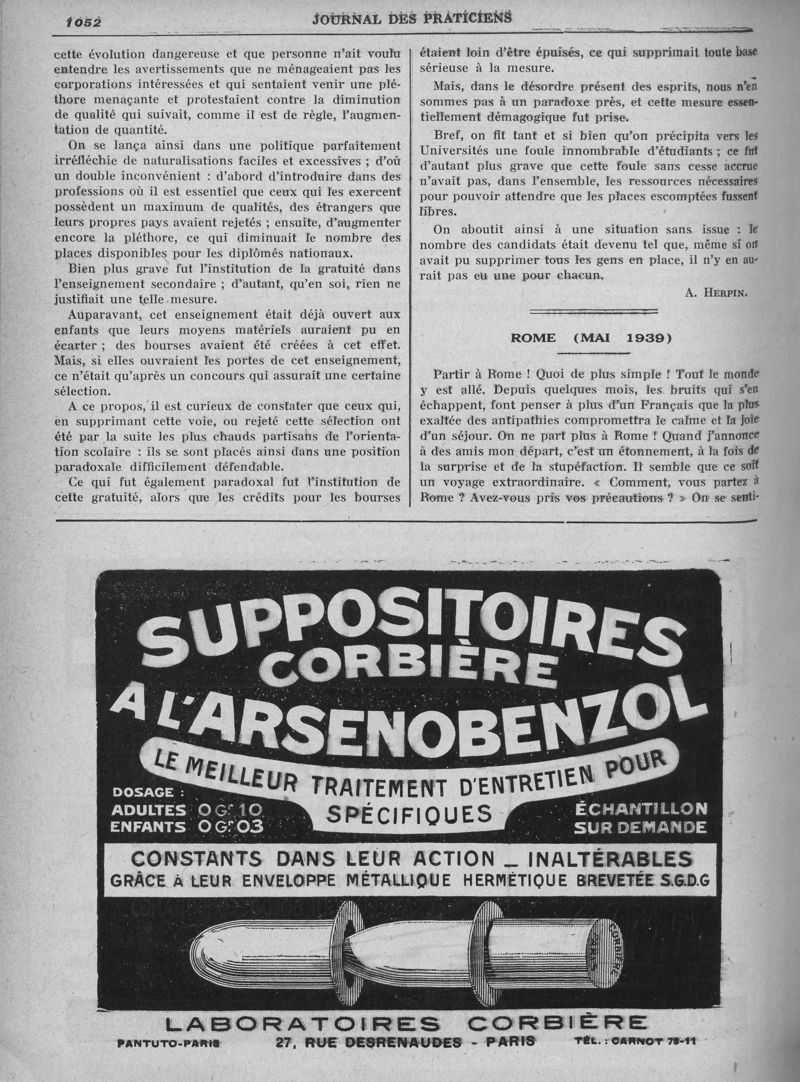 1052
JOURNAL DES PRATICIENS
cette évolution dangereuse et que personne n'ait voulu
entendre les avertissements que ne ménageaient pas les
corporations intéressées et qui sentaient venir une plé-
thore menaçante et protestaient contre la diminution
de qualité qui suivait, comme il est de règle, l'augmen-
tation de quantité.
On se lança ainsi dans une politique parfaitement
irréfléchie de naturalisations faciles et excessives ; d'où
un double inconvénient : d'abord d'introduire dans des
professions où il est essentiel que ceux qui les exercent
possèdent un maximum de qualités, des étrangers que
leurs propres pays avaient rejetés ; ensuite, d'augmenter
encore la pléthore, ce qui diminuait le nombre des
places disponibles pour les diplômés nationaux.
Bien plus grave fut l'institution de la gratuité dans
l'enseignement secondaire ; d'autant, qu'en soi, rien ne
justifiait une telle mesure.
Auparavant, cet enseignement était déjà ouvert aux
enfants que leurs moyens matériels auraient pu en
écarter ; des bourses avaient été créées à cet effet.
Mais, si elles ouvraient les portes de cet enseignement,
ce n'était qu'après un concours qui assurait une certaine
sélection.
A ce propos, il est curieux de constater que ceux qui,
en supprimant cette voie, ou rejeté cette sélection ont
été par la suite les plus chauds partisans de l'orienta-
tion scolaire : ils se sont placés ainsi dans une position
paradoxale difficilement défendable.
Ce qui fut également paradoxal fut l'institution de
cette gratuité, alors que les crédits pour les bourses
étaient loin d'être épuisés, ce qui supprimait toute base
sérieuse à la mesure.
Mais, dans le désordre présent des esprits, nous n'en
sommes pas à un paradoxe près, et cette mesure essen-
tiellement démagogique fut prise.
Bref, on fit tant et si bien qu'on précipita vers les
Universités une foule innombrable d'étudiants ; ce fut
d'autant plus grave que cette foule sans cesse accrue
n'avait pas, dans l'ensemble, les ressources nécessaires
pour pouvoir attendre que les places escomptées fussent
libres.
On aboutit ainsi à une situation sans issue : le
nombre des candidats était devenu tel que, même si on
avait pu supprimer tous les gens en place, il n'y en au-
rait pas eu une pour chacun.
A. HERPIN.
ROME (MAI 1939)
Partir à Rome ! Quoi de plus simple ! Tout le monde
y est allé. Depuis quelques mois, les bruits qui s'en
échappent, font penser à plus d'un Français que la plus
exaltée des antipathies compromettra le calme et la joie
d'un séjour. On ne part plus à Rome ! Quand j'annonce
à des amis mon départ, c'est un étonnement, à la fois de
la surprise et de la stupéfaction. Il semble que ce soit
un voyage extraordinaire. « Comment, vous partez à
Rome ? Avez-vous pris vos précautions ? » On se senti-
SUPPOSITOIRES
CORBIÈRE
A L'ARSENOBENZOL
LE MEILLEUR TRAITEMENT D'ENTRETIEN POUR
SPÉCIFIQUES
DOSAGE :
ADULTES 0 Gr 10
ENFANTS 0 Gr 03
ÉCHANTILLON
SUR DEMANDE
CONSTANTS DANS LEUR ACTION _ INALTÉRABLES
GRÂCE A LEUR ENVELOPPE MÉTALLIQUE HERMÉTIQUE BREVETÉE S.G.D.G
CORBIÈRE
PARIS
LABORATOIRES CORBIÈRE
PANTUTO-PARIS 27, RUE DESRENAUDES - PARIS TÉL. : CARNOT 78-11